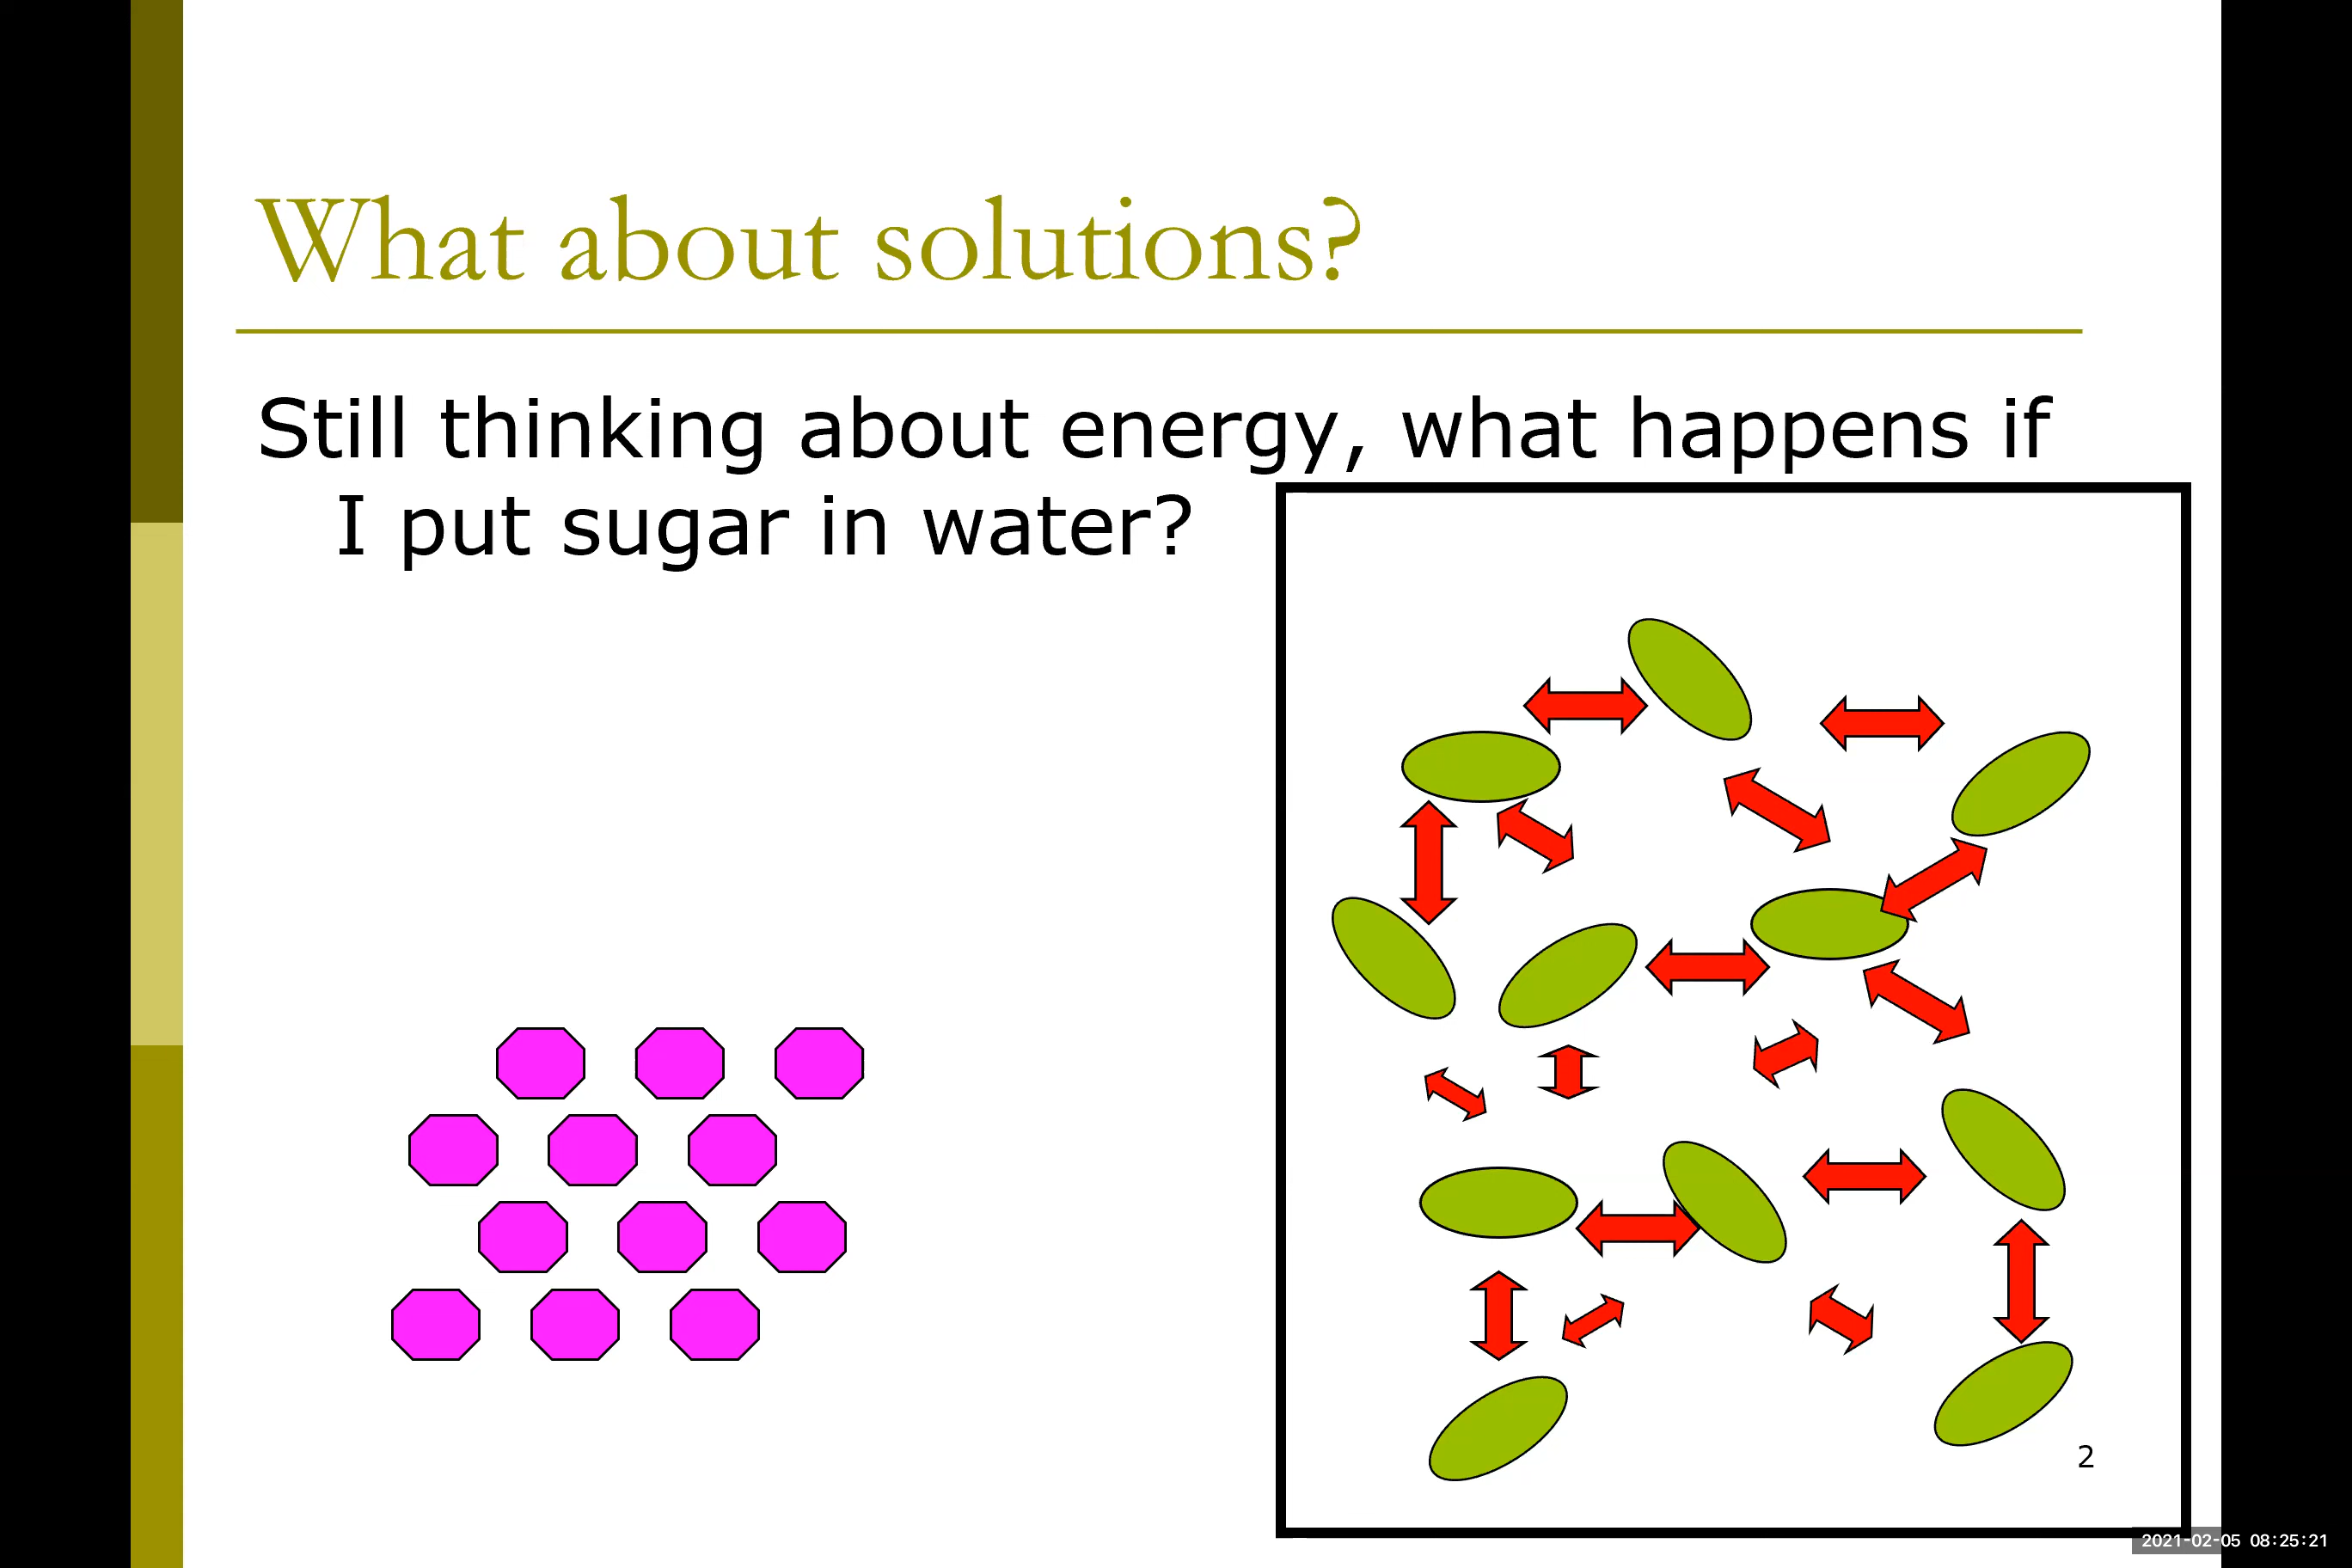 What about solutions?
Still thinking about energy, what happens if
I put sugar in water?
2
2021-02-05 08:25:21